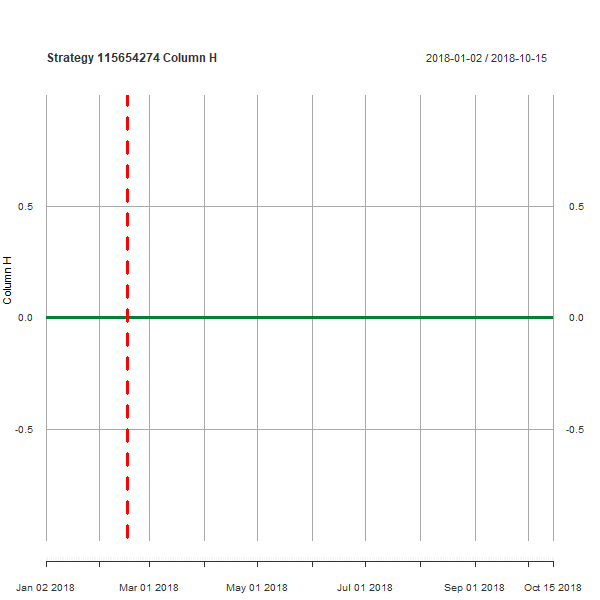 Strategy 115654274 Column H
2018-01-02 / 2018-10-15
0.5
0.5
Column H
0.0
0.0
-0.5
-0.5
Jan 02 2018
Mar 01 2018
May 01 2018
Jul 01 2018
Sep 01 2018
Oct 15 2018